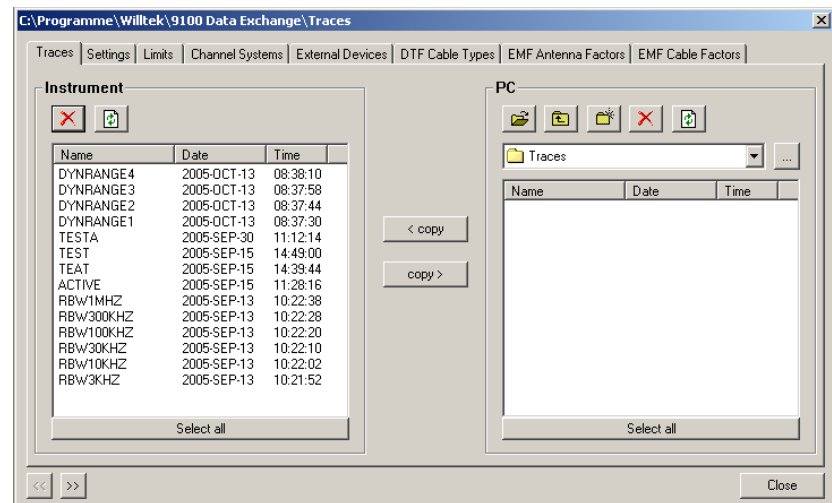 C:\Programme\Willtek\9100 Data Exchange\Traces
Traces Settings Limits Channel Systems External Devices DTF Cable Types EMF Antenna Factors EMF Cable Factors
Instrument
Name Date Time
DYNRANGE4 2005-OCT-13 08:38:10
DYNRANGE3 2005-OCT-13 08:37:58
DYNRANGE2 2005-OCT-13 08:37:44
DYNRANGE1 2005-OCT-13 08:37:30
TESTA 2005-SEP-30 11:12:14
TEST 2005-SEP-15 14:49:00
TEAT 2005-SEP-15 14:39:44
ACTIVE 2005-SEP-15 11:28:16
RBW1MHZ 2005-SEP-13 10:22:38
RBW300KHZ 2005-SEP-13 10:22:28
RBW100KHZ 2005-SEP-13 10:22:20
RBW30KHZ 2005-SEP-13 10:22:10
RBW10KHZ 2005-SEP-13 10:22:02
RBW3KHZ 2005-SEP-13 10:21:52
Select all
< copy
copy >
PC
Traces ...
Name Date Time
Select all
<< >>
Close